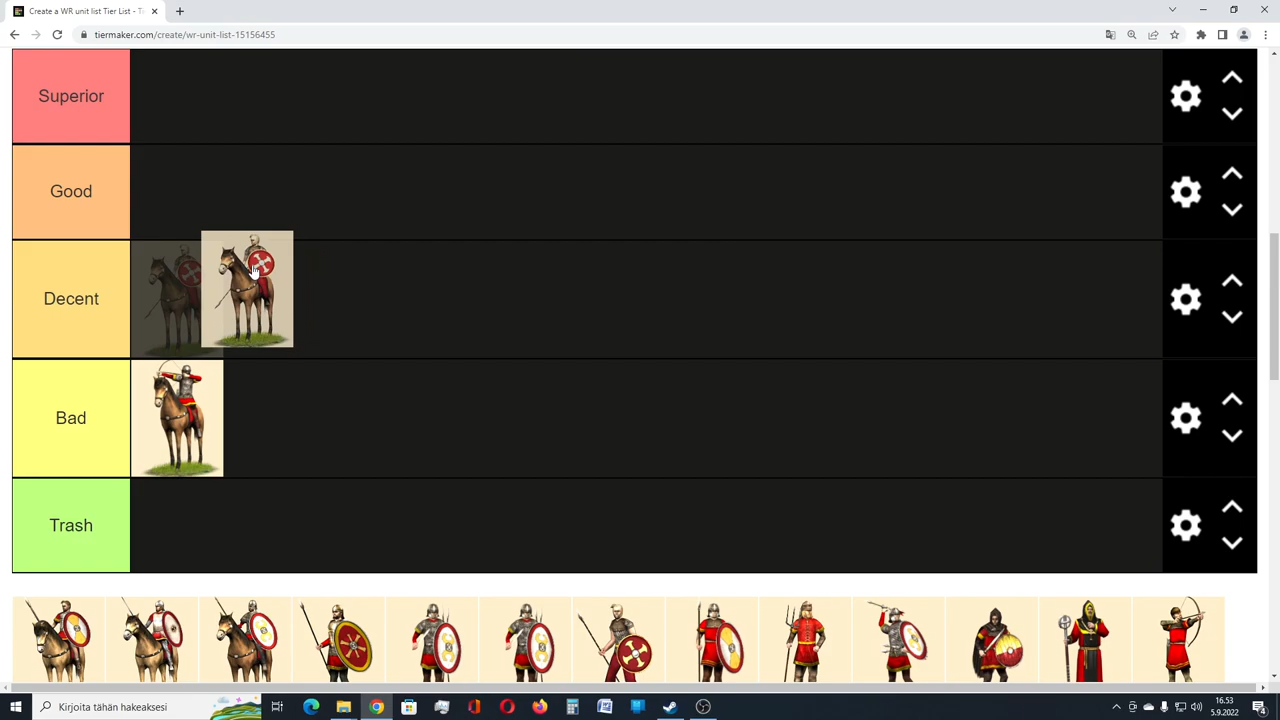 Create a WR unit list Tier List - Ti
tiermaker.com/create/wr-unit-list-15156455
Superior
Good
Decent
Bad
Trash
Kirjoita tähän hakeaksesi
16.53
5.9.2022
4